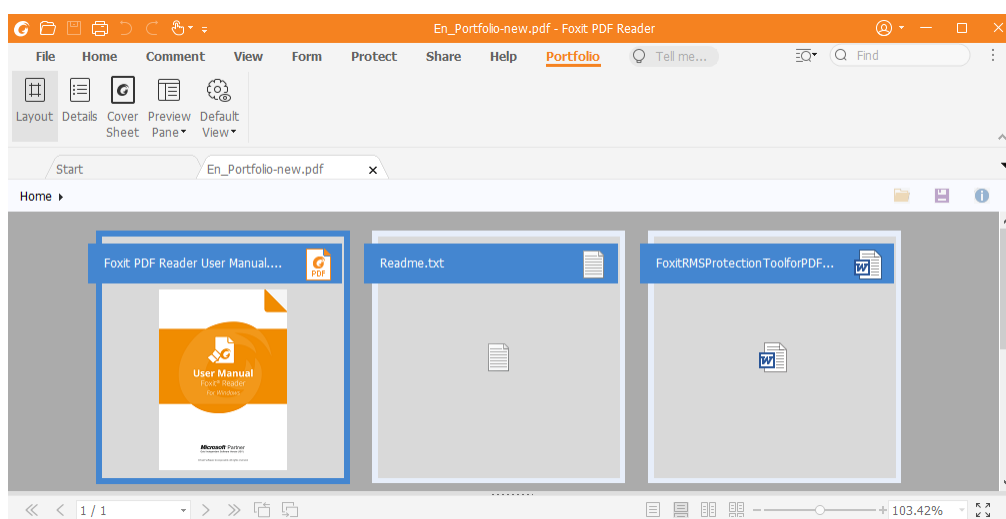 En_Portfolio-new.pdf - Foxit PDF Reader
File Home Comment View Form Protect Share Help Portfolio Tell me... Find
Layout Details Cover Sheet Preview Pane Default View
Start En_Portfolio-new.pdf
Home
Foxit PDF Reader User Manual.... PDF Readme.txt FoxitRMSProtectionToolforPDF...
User Manual
Foxit® Reader
For Windows
Microsoft Partner
1 / 1 103.42%